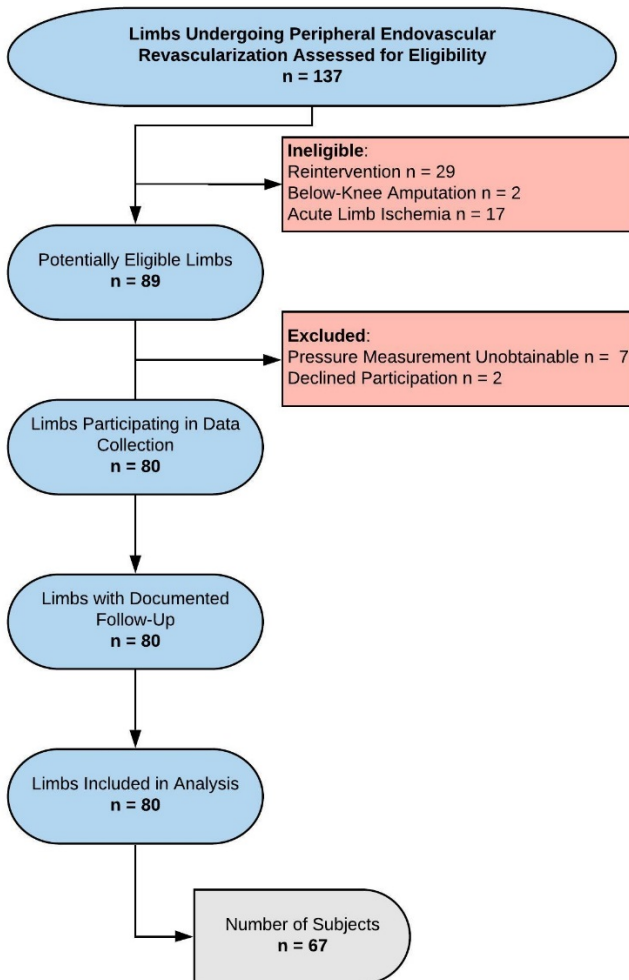 Limbs Undergoing Peripheral Endovascular
Revascularization Assessed for Eligibility
n = 137
Ineligible:
Reintervention n = 29
Below-Knee Amputation n = 2
Acute Limb Ischemia n = 17
Potentially Eligible Limbs
n = 89
Excluded:
Pressure Measurement Unobtainable n = 7
Declined Participation n = 2
Limbs Participating in Data
Collection
n = 80
Limbs with Documented
Follow-Up
n = 80
Limbs Included in Analysis
n = 80
Number of Subjects
n = 67